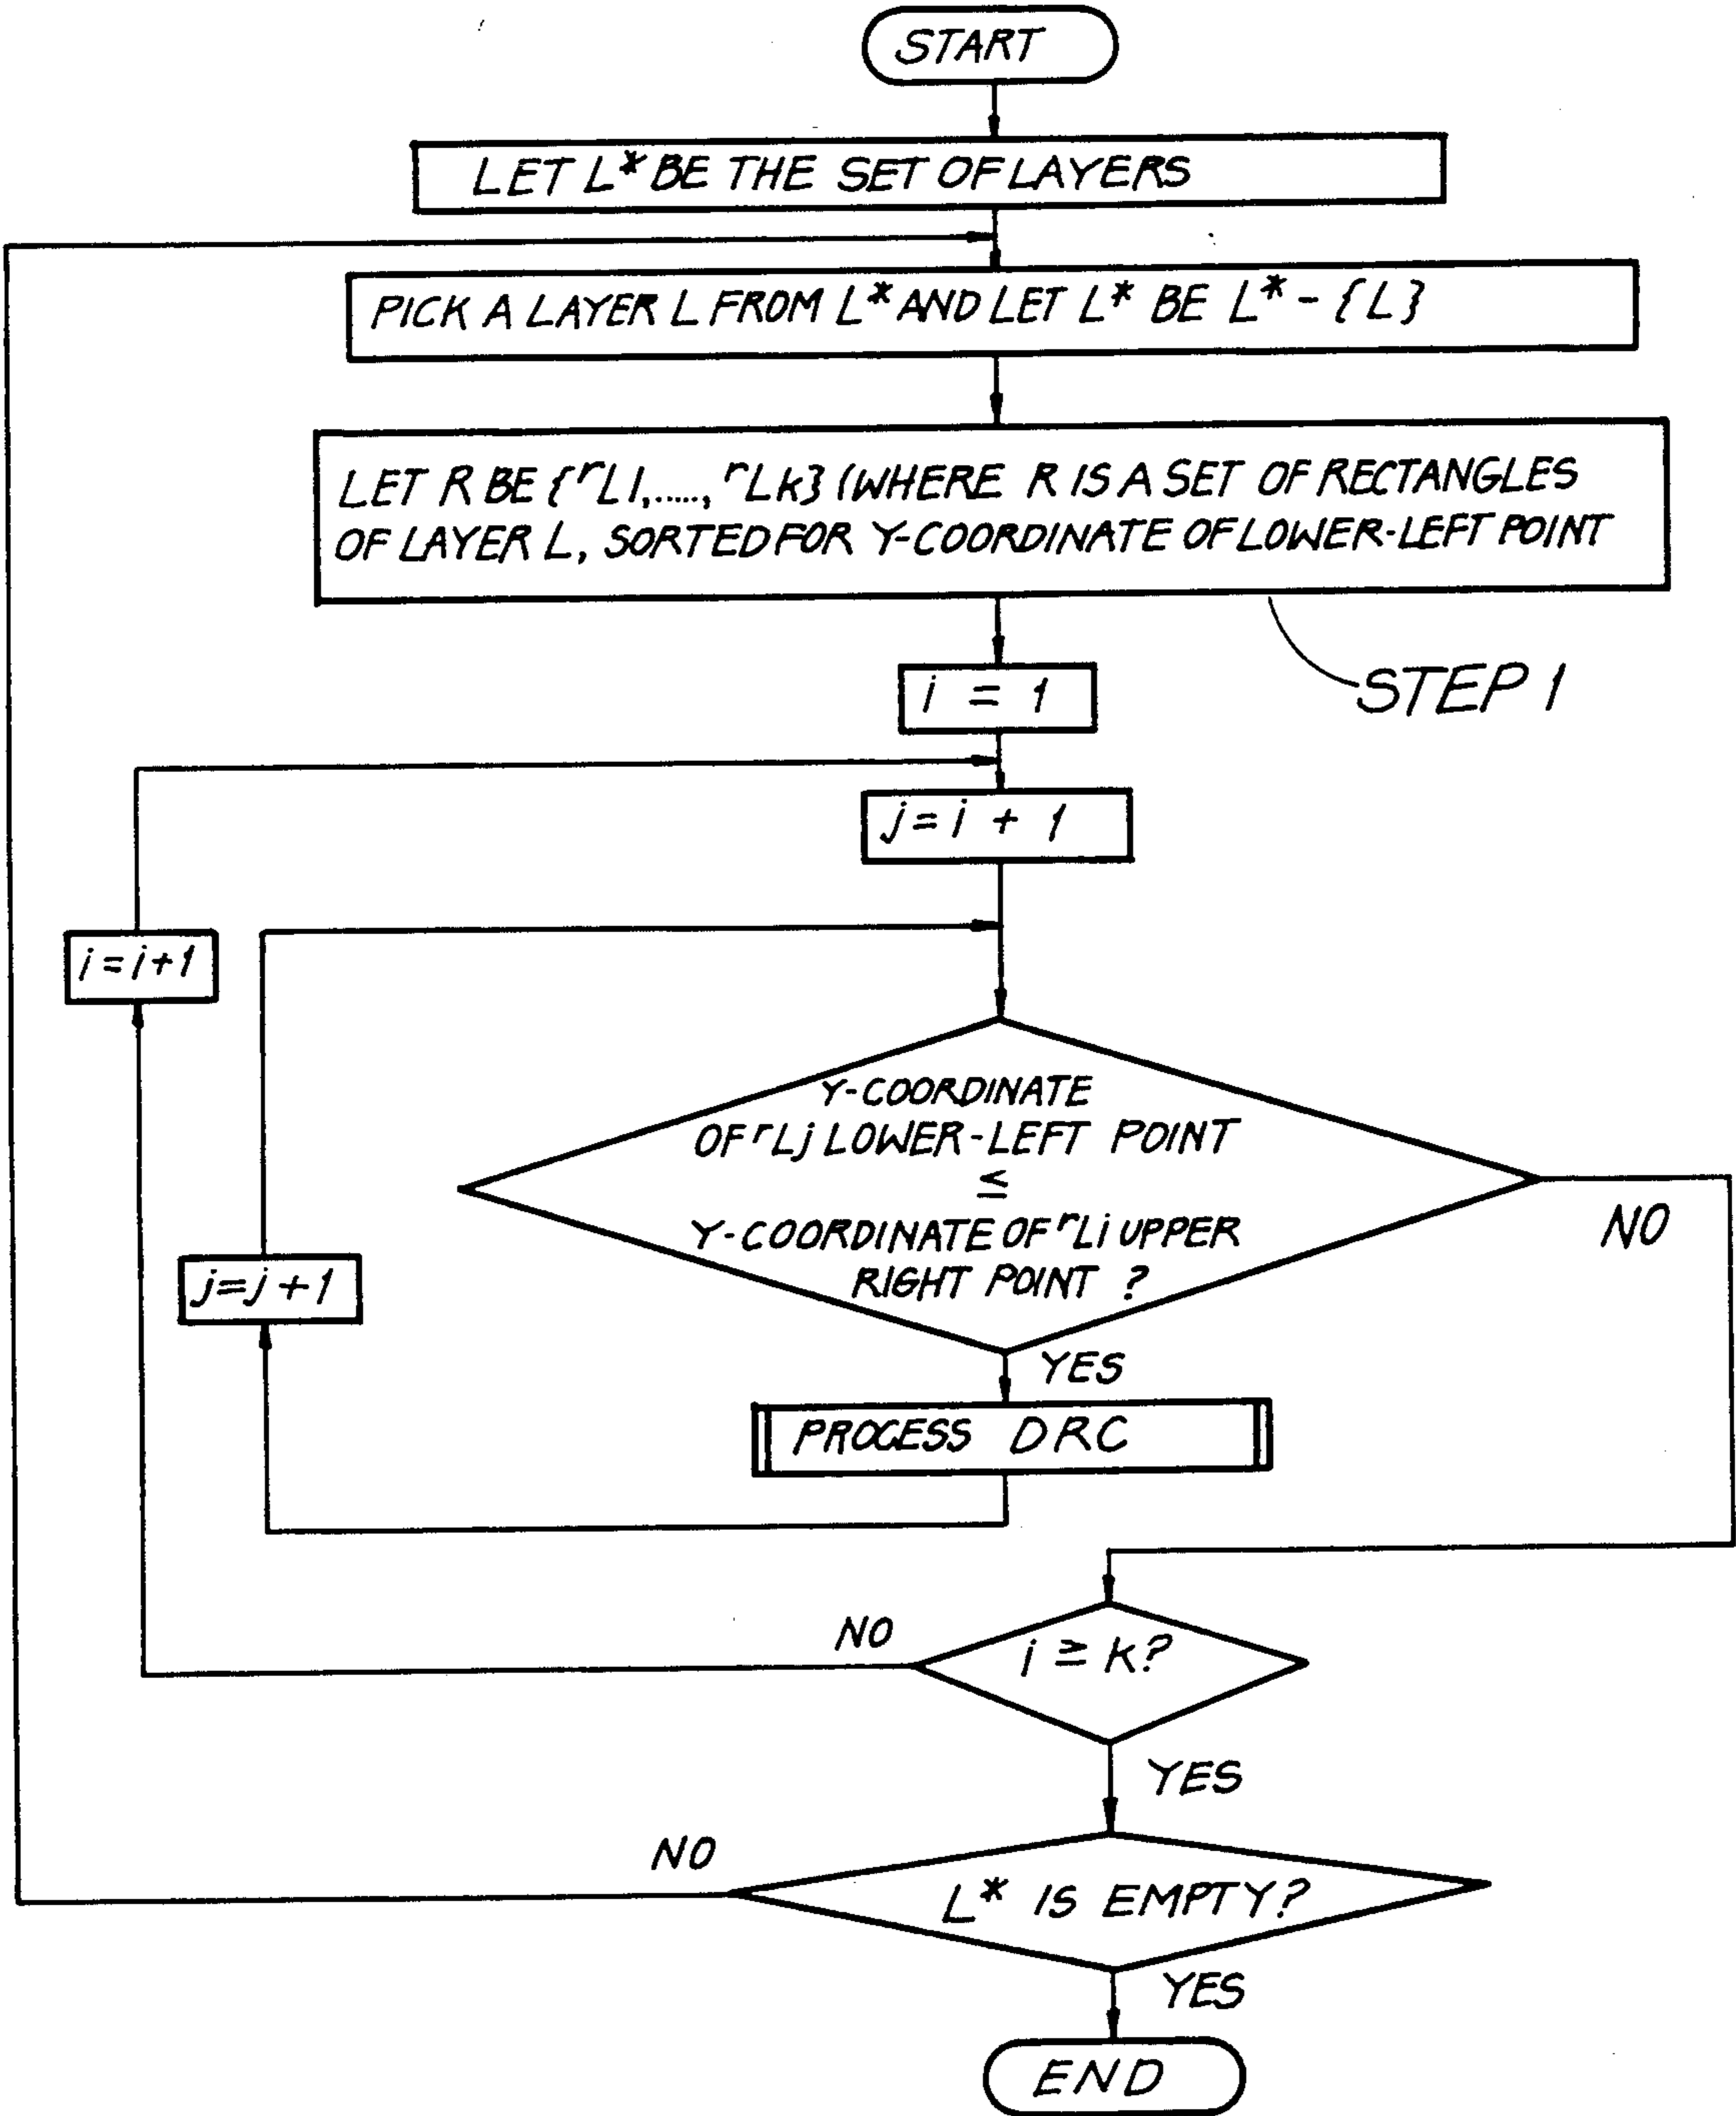 START
LET L* BE THE SET OF LAYERS
PICK A LAYER L FROM L* AND LET L* BE L* - {L}
LET R BE {rL1,....., rLk} (WHERE R IS A SET OF RECTANGLES
OF LAYER L, SORTED FOR Y-COORDINATE OF LOWER-LEFT POINT
STEP 1
i = 1
j = i + 1
i = i + 1
Y-COORDINATE
OF rLj LOWER-LEFT POINT
≤
Y-COORDINATE OF rLi UPPER
RIGHT POINT ?
NO
j = j + 1
YES
PROCESS DRC
NO
i ≥ k?
YES
NO
L* IS EMPTY?
YES
END